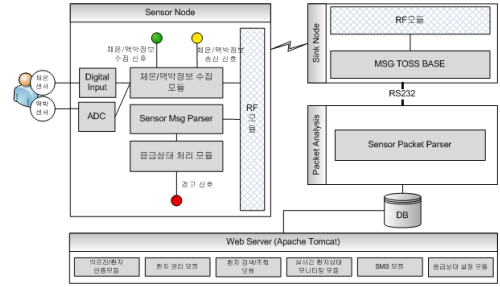 Sensor Node
체온/맥박정보
수집 신호
체온/맥박정보
송신 신호
체온
센서
맥박
센서
Digital
Input
ADC
체온/맥박정보 수집
모듈
Sensor Msg Parser
응급상태 처리 모듈
경고 신호
RF
모듈
Sink Node
RF모듈
MSG TOSS BASE
RS232
Packet Analysis
Sensor Packet Parser
DB
Web Server (Apache Tomcat)
의료진/환자
인증모듈
환자 관리 모듈
환자 검색/조회
모듈
실시간 환자상태
모니터링 모듈
SMS 모듈
응급상태 설정 모듈